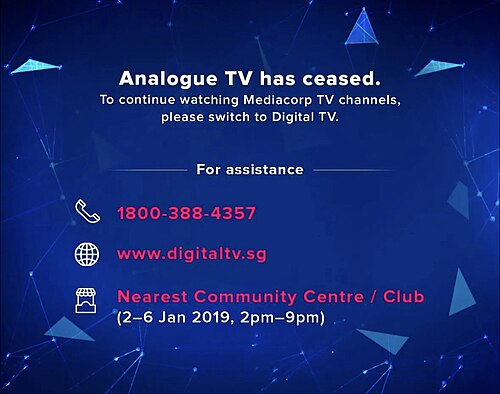 Analogue TV has ceased.
To continue watching Mediacorp TV channels,
please switch to Digital TV.
For assistance
1800-388-4357
www.digitaltv.sg
Nearest Community Centre / Club
(2–6 Jan 2019, 2pm–9pm)